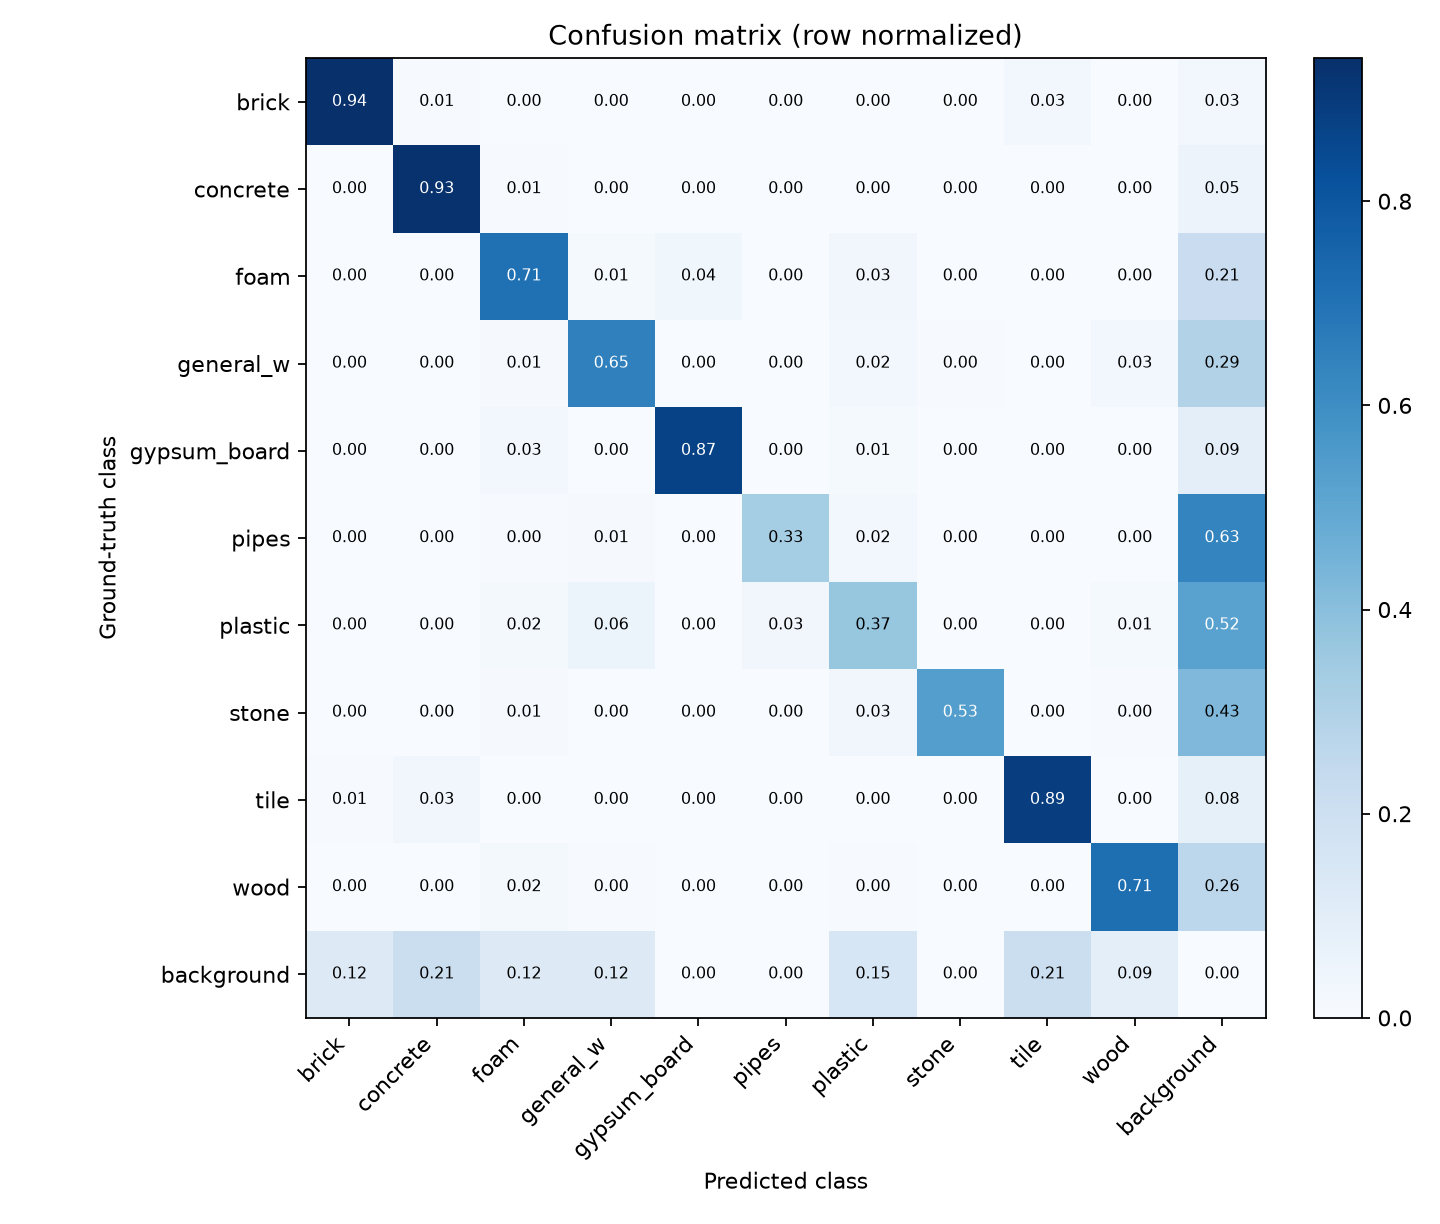 Confusion matrix (row normalized)
brick 0.94 0.01 0.00 0.00 0.00 0.00 0.00 0.00 0.03 0.00 0.03
concrete 0.00 0.93 0.01 0.00 0.00 0.00 0.00 0.00 0.00 0.00 0.05
foam 0.00 0.00 0.71 0.01 0.04 0.00 0.03 0.00 0.00 0.00 0.21
general_w 0.00 0.00 0.01 0.65 0.00 0.00 0.02 0.00 0.00 0.03 0.29
gypsum_board 0.00 0.00 0.03 0.00 0.87 0.00 0.01 0.00 0.00 0.00 0.09
pipes 0.00 0.00 0.00 0.01 0.00 0.33 0.02 0.00 0.00 0.00 0.63
plastic 0.00 0.00 0.02 0.06 0.00 0.03 0.37 0.00 0.00 0.01 0.52
stone 0.00 0.00 0.01 0.00 0.00 0.00 0.03 0.53 0.00 0.00 0.43
tile 0.01 0.03 0.00 0.00 0.00 0.00 0.00 0.00 0.89 0.00 0.08
wood 0.00 0.00 0.02 0.00 0.00 0.00 0.00 0.00 0.00 0.71 0.26
background 0.12 0.21 0.12 0.12 0.00 0.00 0.15 0.00 0.21 0.09 0.00
brick concrete foam general_w gypsum_board pipes plastic stone tile wood background
Predicted class
Ground-truth class
0.8
0.6
0.4
0.2
0.0